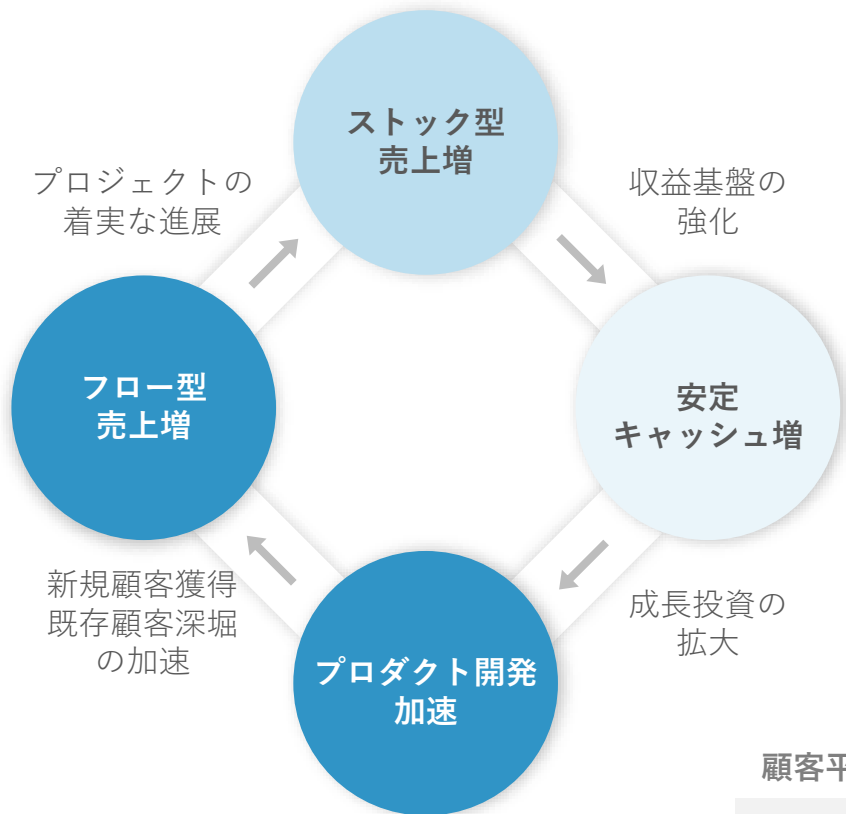 ストック型
売上増
プロジェクトの
着実な進展
収益基盤の
強化
フロー型
売上増
安定
キャッシュ増
新規顧客獲得
既存顧客深堀
の加速
成長投資の
拡大
プロダクト開発
加速
顧客平